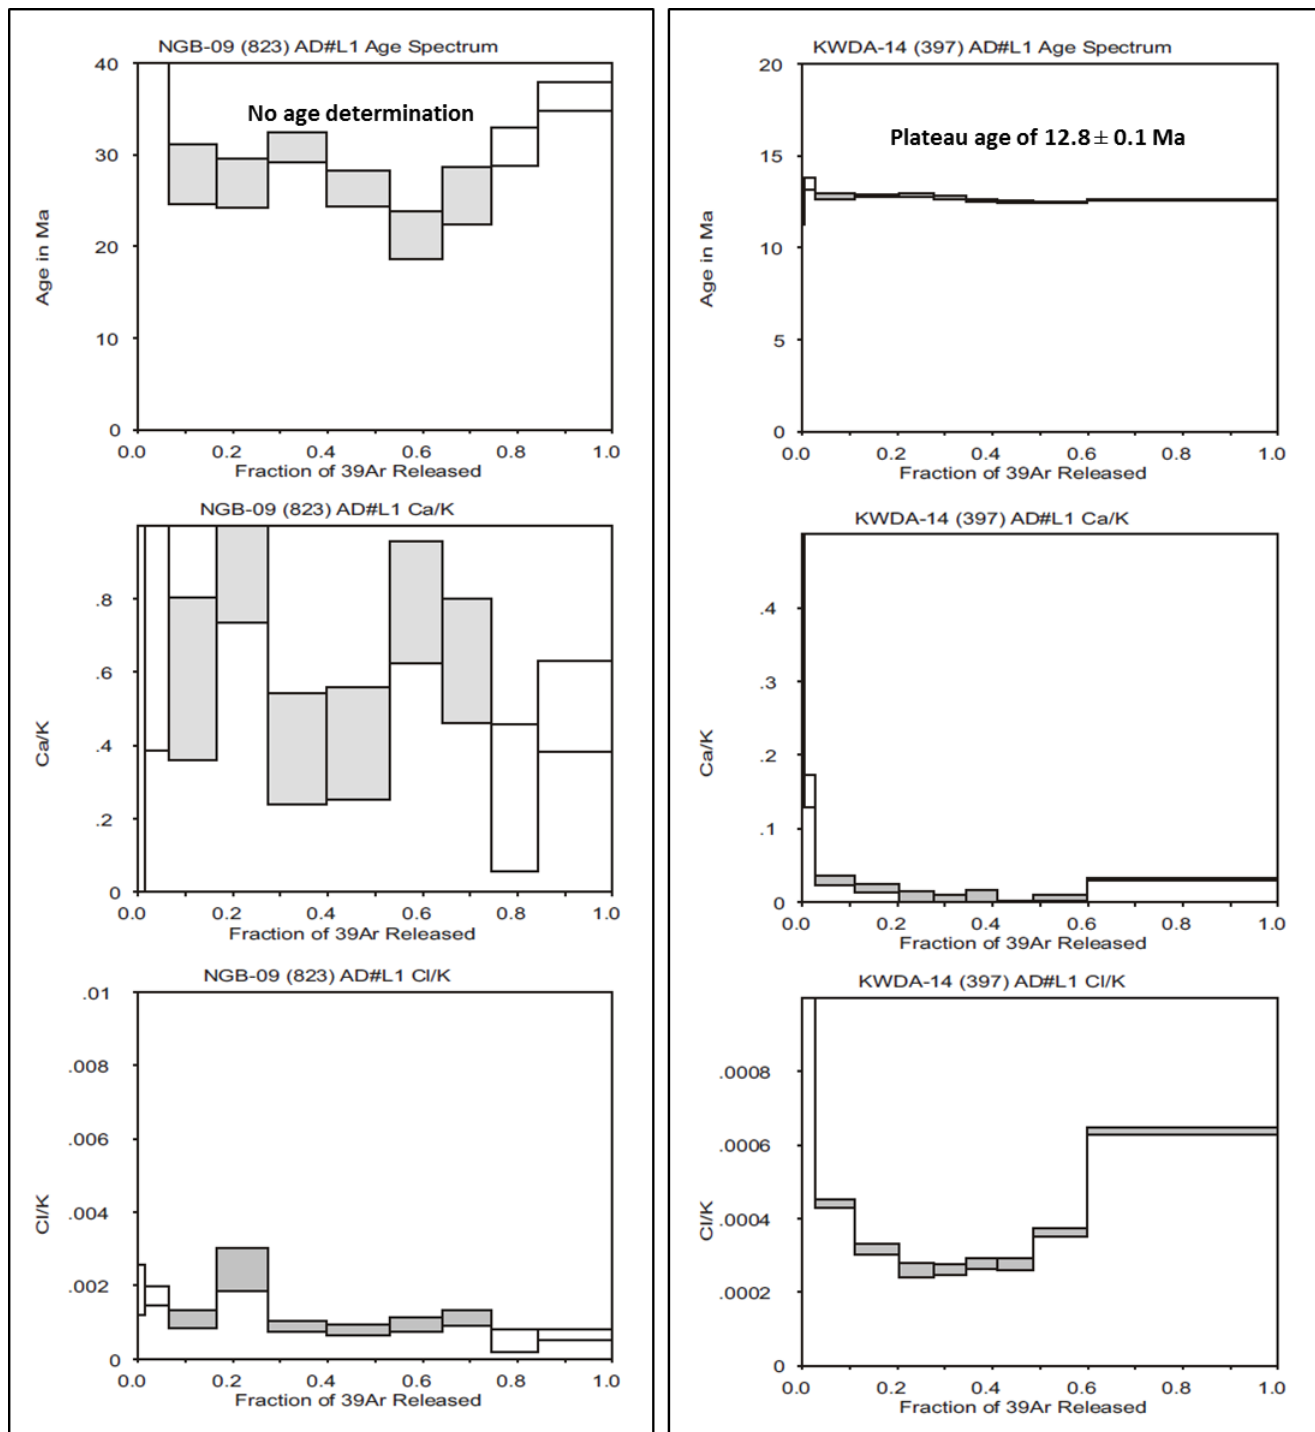 NGB-09 (823) AD#L1 Age Spectrum
40
30
20
10
0
Age in Ma
No age determination
0.0 0.2 0.4 0.6 0.8 1.0
Fraction of 39Ar Released
NGB-09 (823) AD#L1 Ca/K
.8
.6
.4
.2
0
Ca/K
0.0 0.2 0.4 0.6 0.8 1.0
Fraction of 39Ar Released
NGB-09 (823) AD#L1 Cl/K
.01
.008
.006
.004
.002
0
Cl/K
0.0 0.2 0.4 0.6 0.8 1.0
Fraction of 39Ar Released
KWDA-14 (397) AD#L1 Age Spectrum
20
15
10
5
0
Age in Ma
Plateau age of 12.8 ± 0.1 Ma
0.0 0.2 0.4 0.6 0.8 1.0
Fraction of 39Ar Released
KWDA-14 (397) AD#L1 Ca/K
.4
.3
.2
.1
0
Ca/K
0.0 0.2 0.4 0.6 0.8 1.0
Fraction of 39Ar Released
KWDA-14 (397) AD#L1 Cl/K
.0008
.0006
.0004
.0002
0
Cl/K
0.0 0.2 0.4 0.6 0.8 1.0
Fraction of 39Ar Released